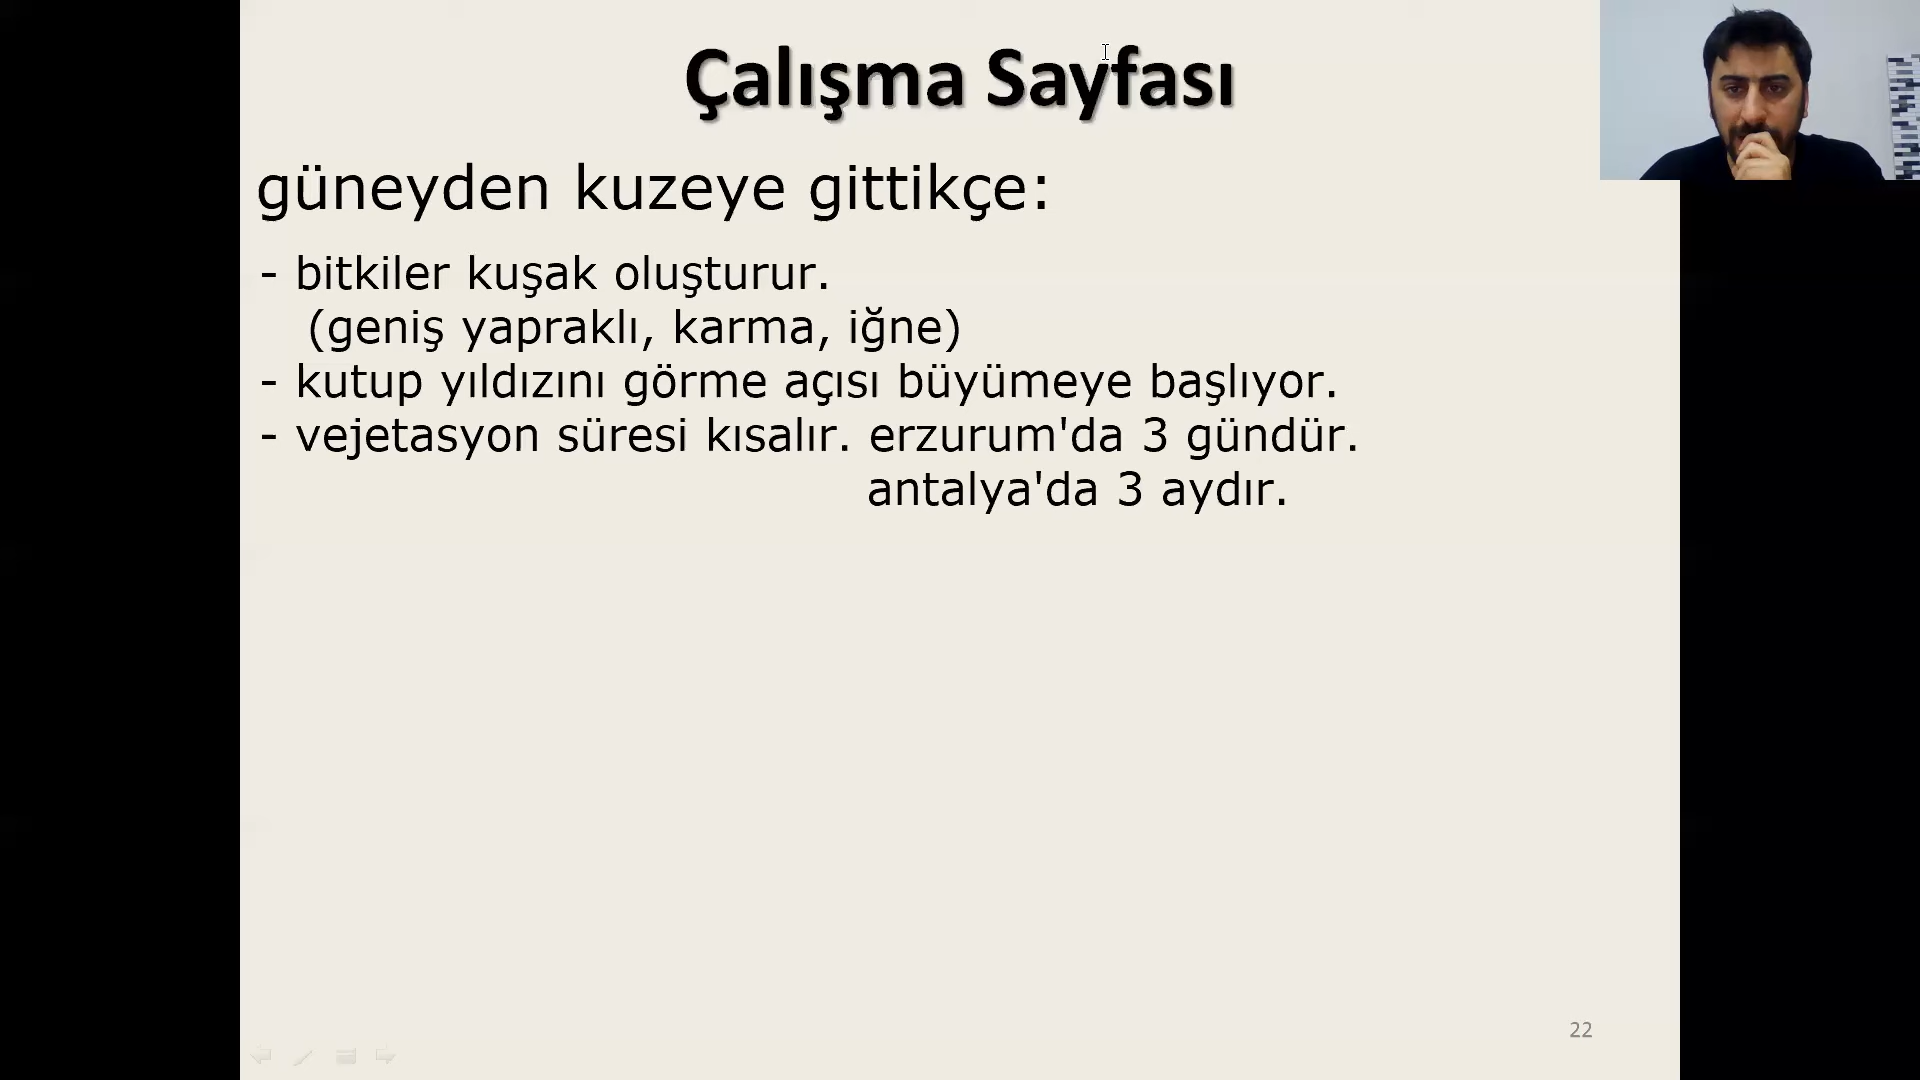 Çalışma Sayfası
güneyden kuzeye gittikçe:
- bitkiler kuşak oluşturur.
(geniş yapraklı, karma, iğne)
- kutup yıldızını görme açısı büyümeye başlıyor.
- vejetasyon süresi kısalır. erzurum'da 3 gündür.
antalya'da 3 aydır.
22